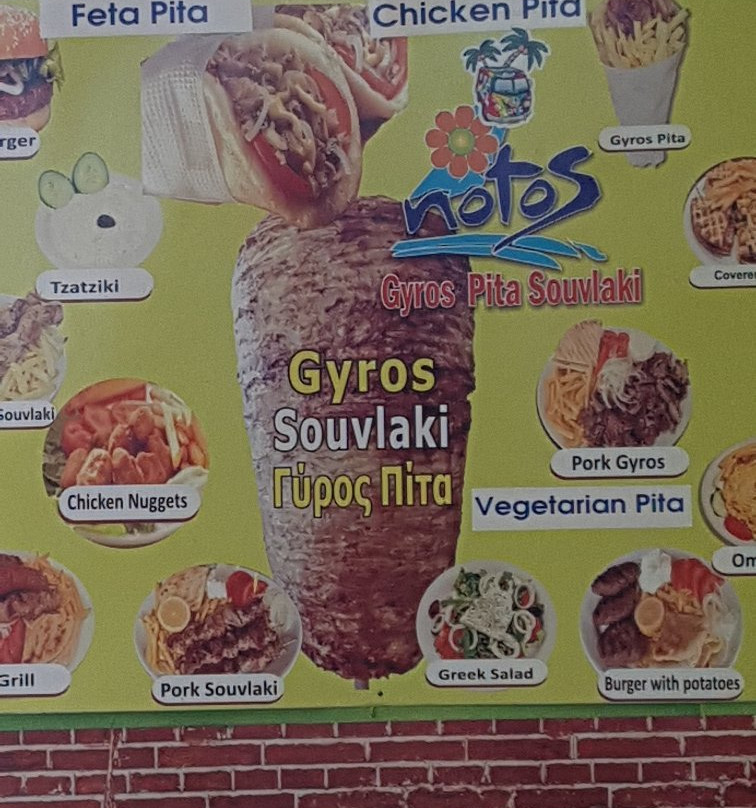 Feta Pita
Chicken Pita
rger
Gyros Pita
notos
Tzatziki
Covere
Gyros Pita Souvlaki
Gyros
Souvlaki
Souvlaki
Γύρος Πίτα
Pork Gyros
Chicken Nuggets
Vegetarian Pita
Om
Grill
Pork Souvlaki
Greek Salad
Burger with potatoes